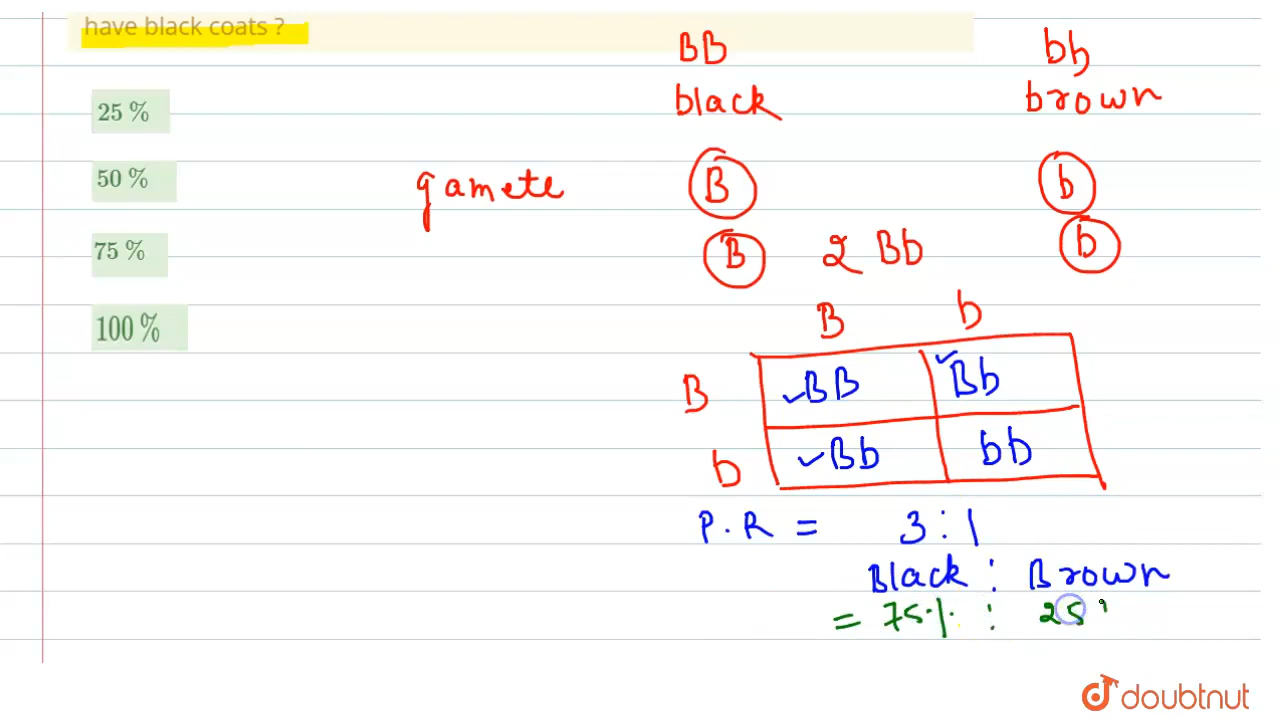 have black coats ?
25 %
50 %
75 %
100 %
BB bb
black brown
gamete B b
B 2 Bb b
B b
B BB Bb
b Bb bb
P.R = 3 : 1
Black : Brown
= 75% : 25
doubtnut